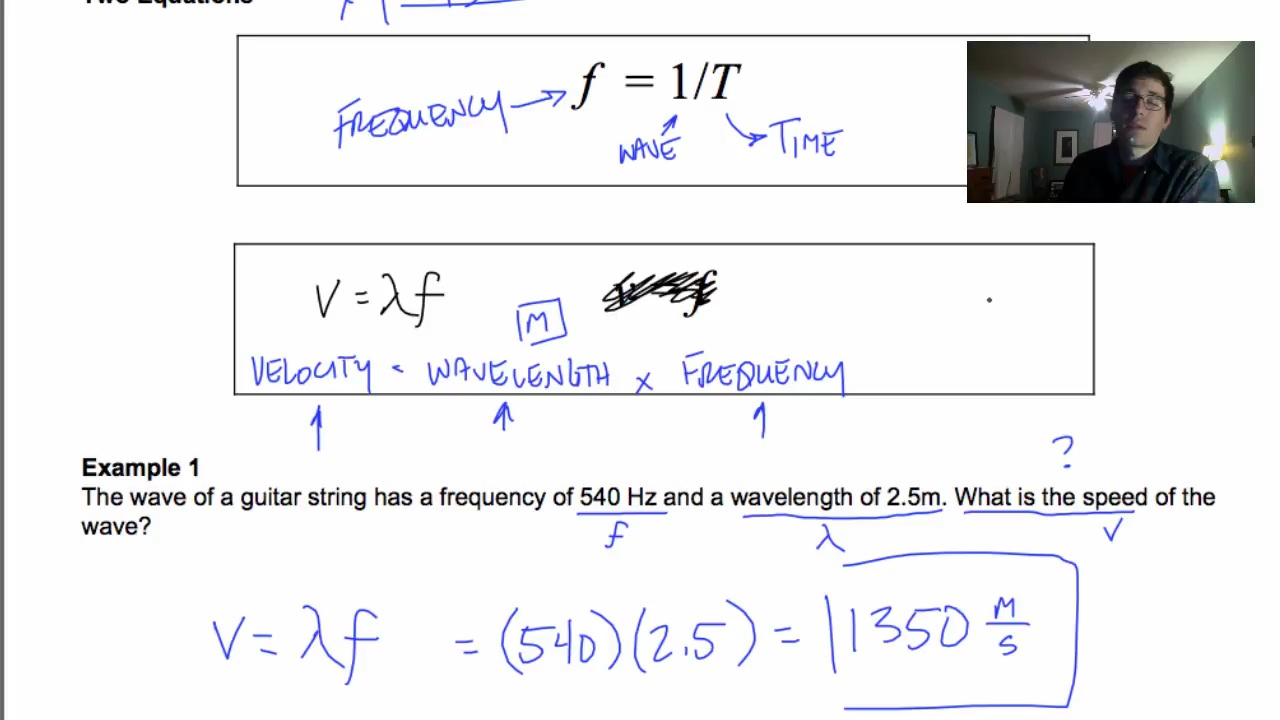 Two Equations
f = 1/T
FREQUENCY
WAVE
TIME
V = λf
M
VELOCITY = WAVELENGTH x FREQUENCY
?
Example 1
The wave of a guitar string has a frequency of 540 Hz and a wavelength of 2.5m. What is the speed of the
wave?
f λ V
V = λf = (540)(2.5) = 1350 M/S